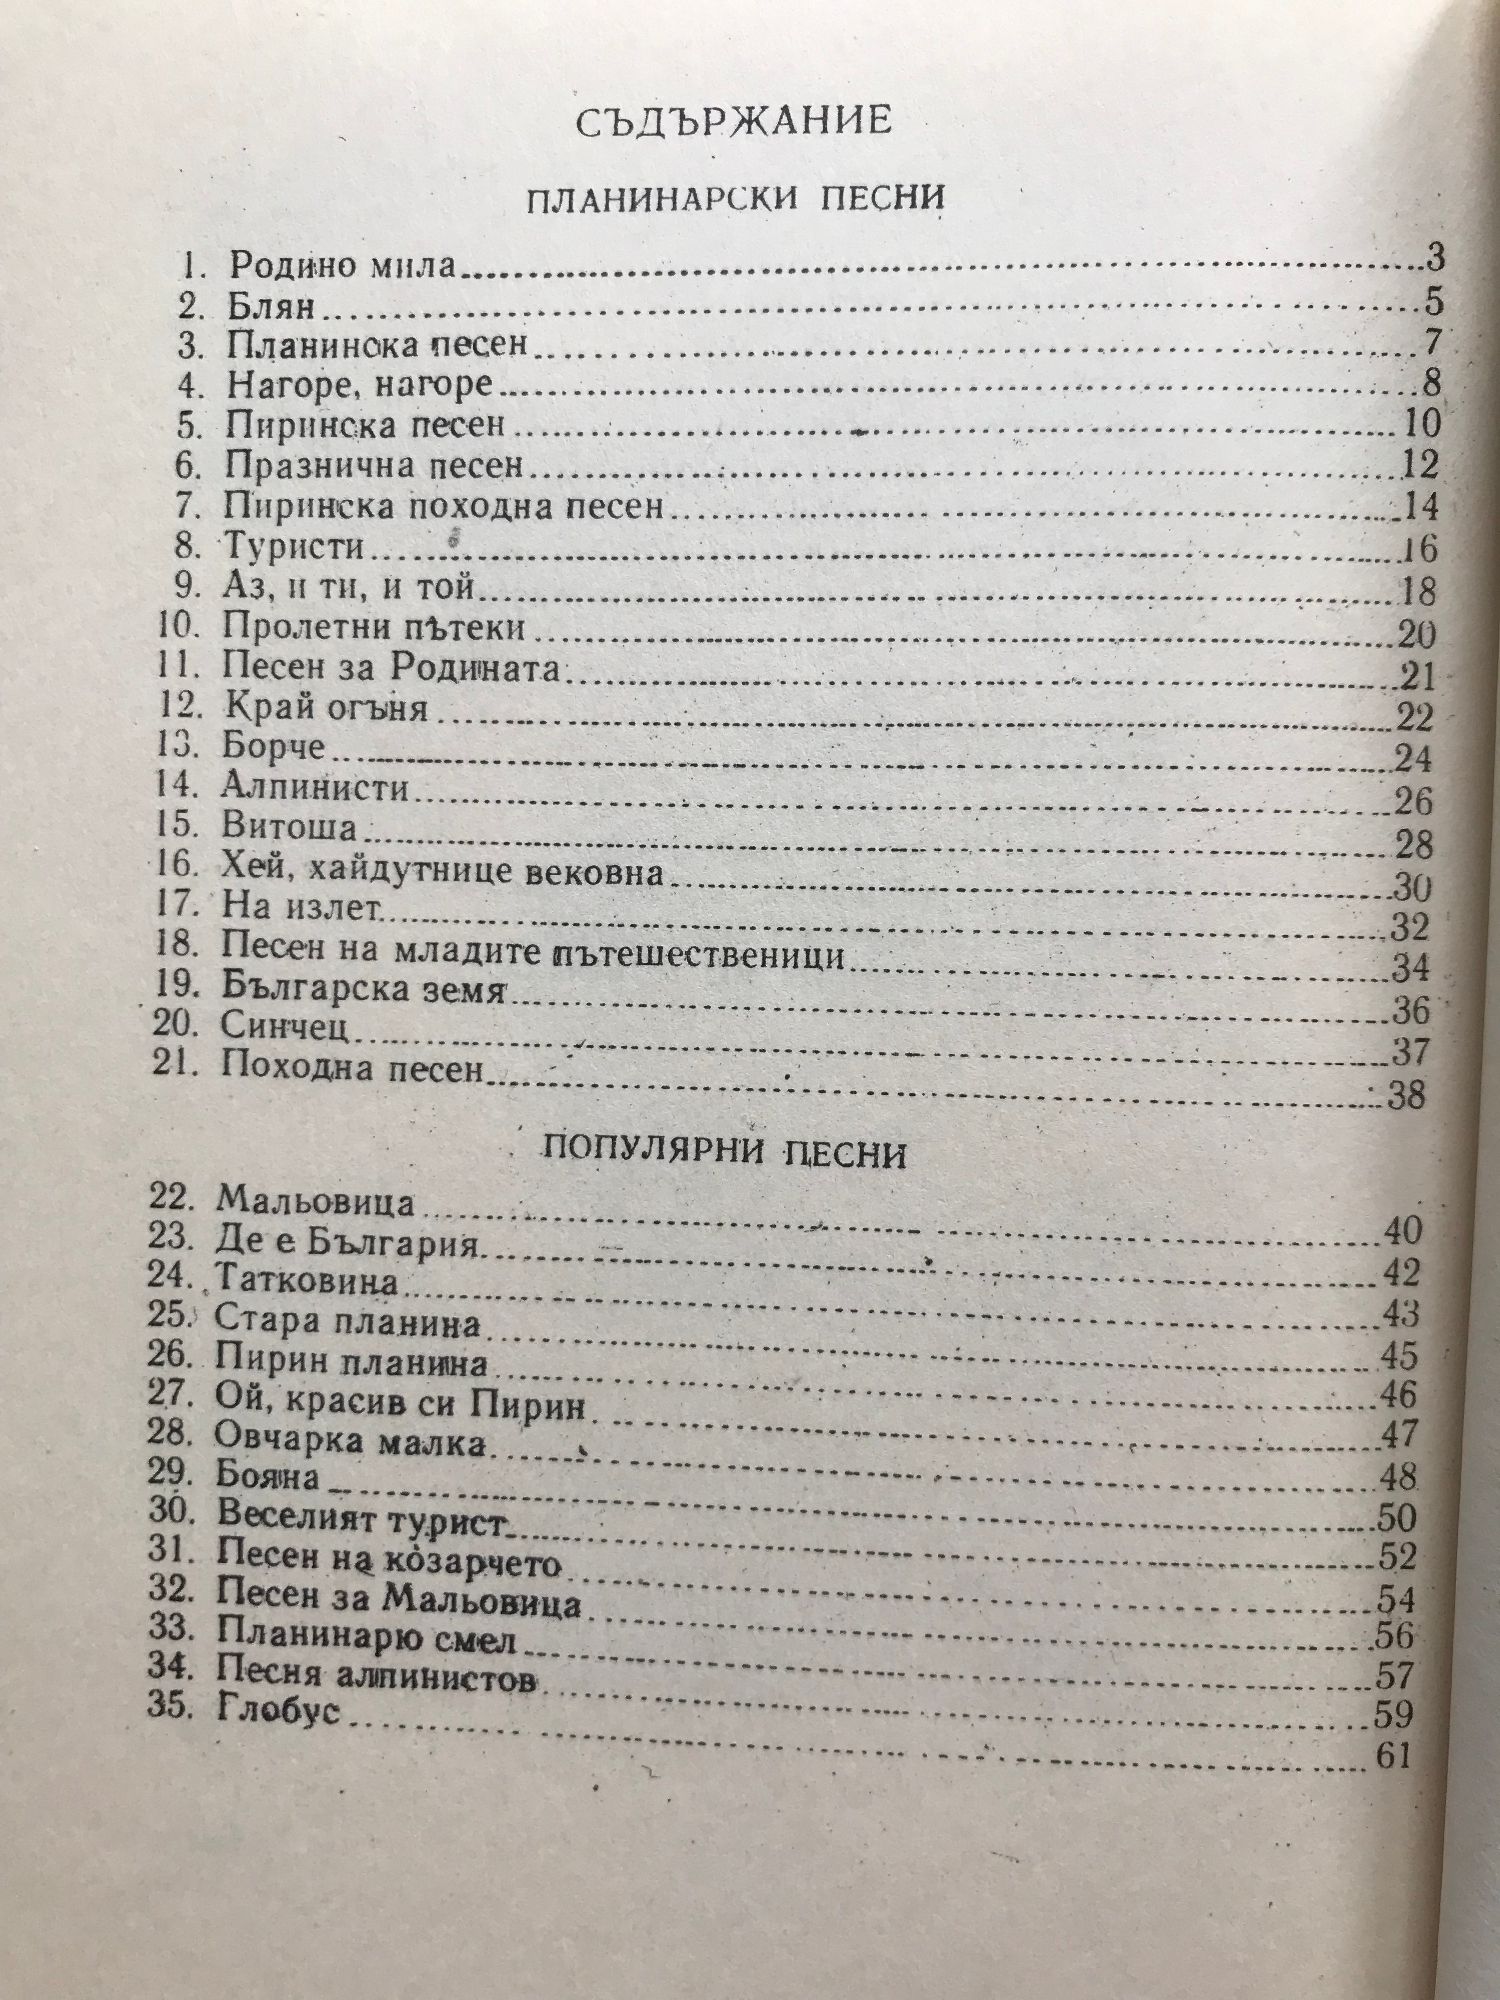 СЪДЪРЖАНИЕ
ПЛАНИНАРСКИ ПЕСНИ
1. Родино мила 3
2. Блян 5
3. Планинска песен 7
4. Нагоре, нагоре 8
5. Пиринска песен 10
6. Празнична песен 12
7. Пиринска походна песен 14
8. Туристи 16
9. Аз, и ти, и той 18
10. Пролетни пътеки 20
11. Песен за Родината 21
12. Край огъня 22
13. Борче 24
14. Алпинисти 26
15. Витоша 28
16. Хей, хайдутнице вековна 30
17. На излет 32
18. Песен на младите пътешественици 34
19. Българска земя 36
20. Синчец 37
21. Походна песен 38
ПОПУЛЯРНИ ПЕСНИ
22. Мальовица 40
23. Де е България 42
24. Татковина 43
25. Стара планина 45
26. Пирин планина 46
27. Ой, красив си Пирин 47
28. Овчарка малка 48
29. Бояна 50
30. Веселият турист 52
31. Песен на козарчето 54
32. Песен за Мальовица 56
33. Планинарю смел 57
34. Песня алпинистов 59
35. Глобус 61